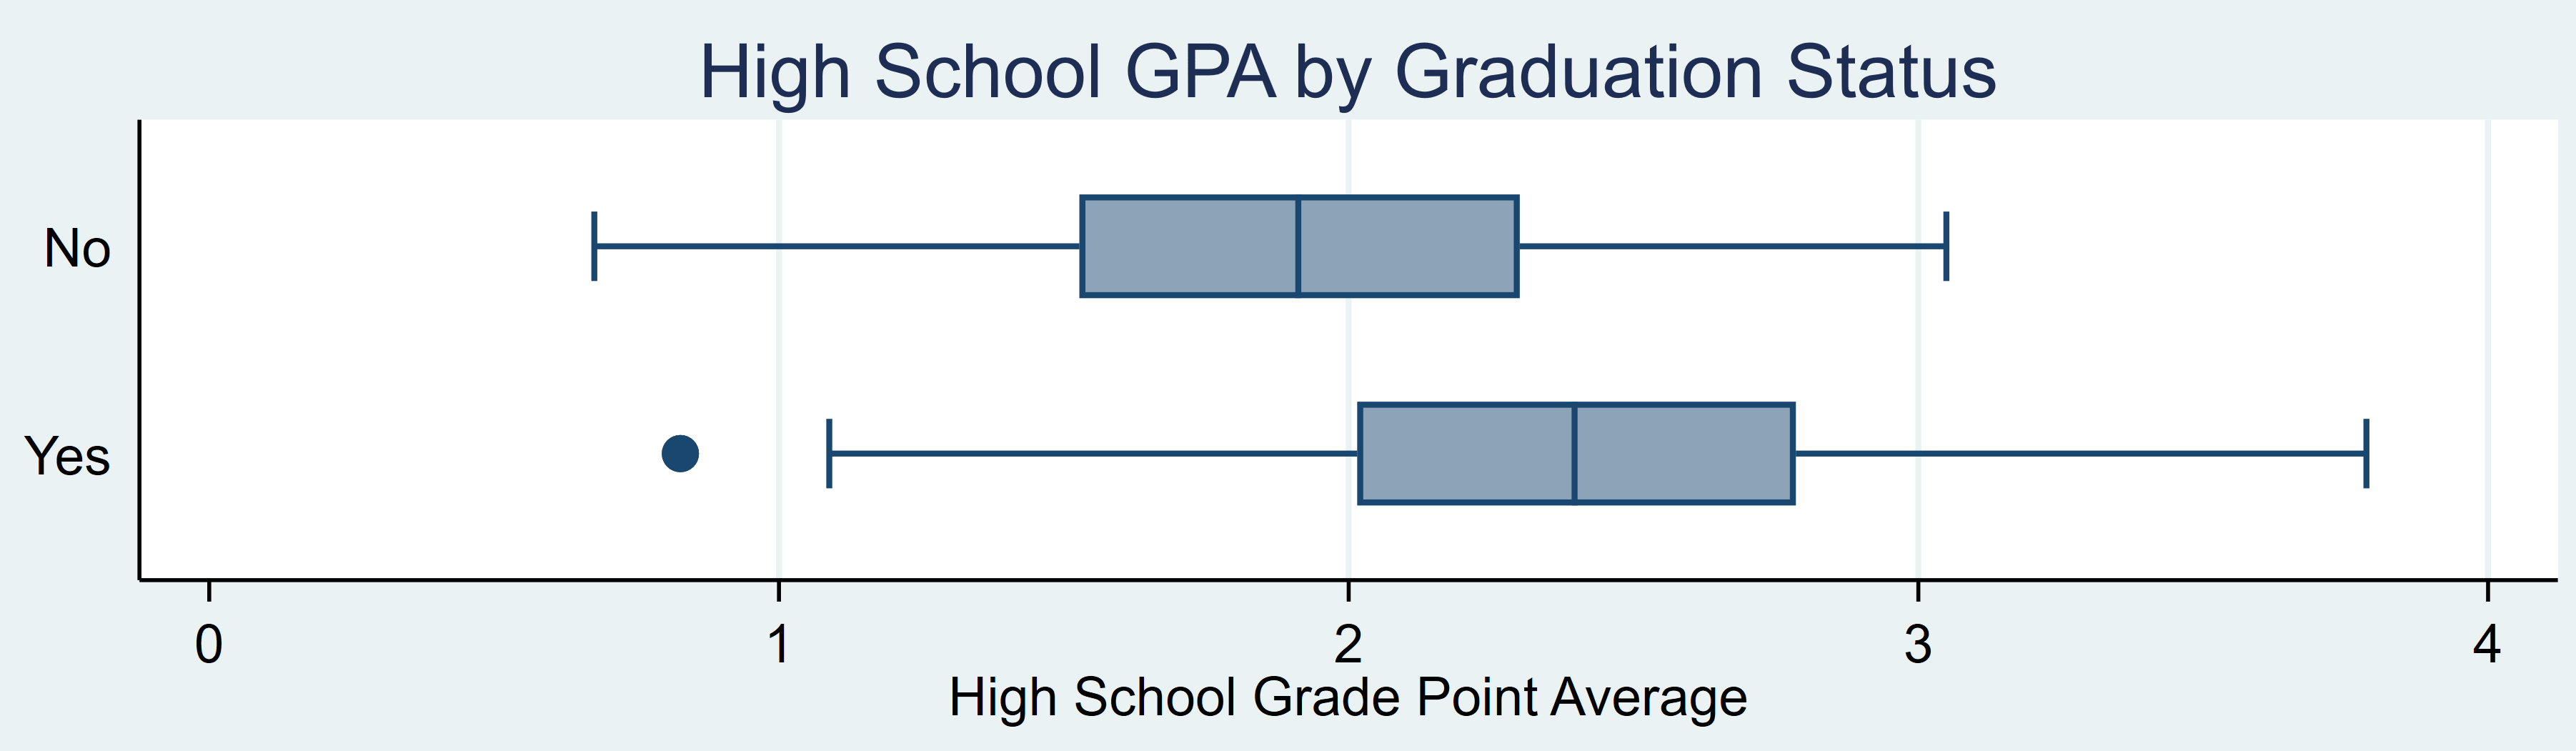 High School GPA by Graduation Status
No
Yes
0 1 2 3 4
High School Grade Point Average